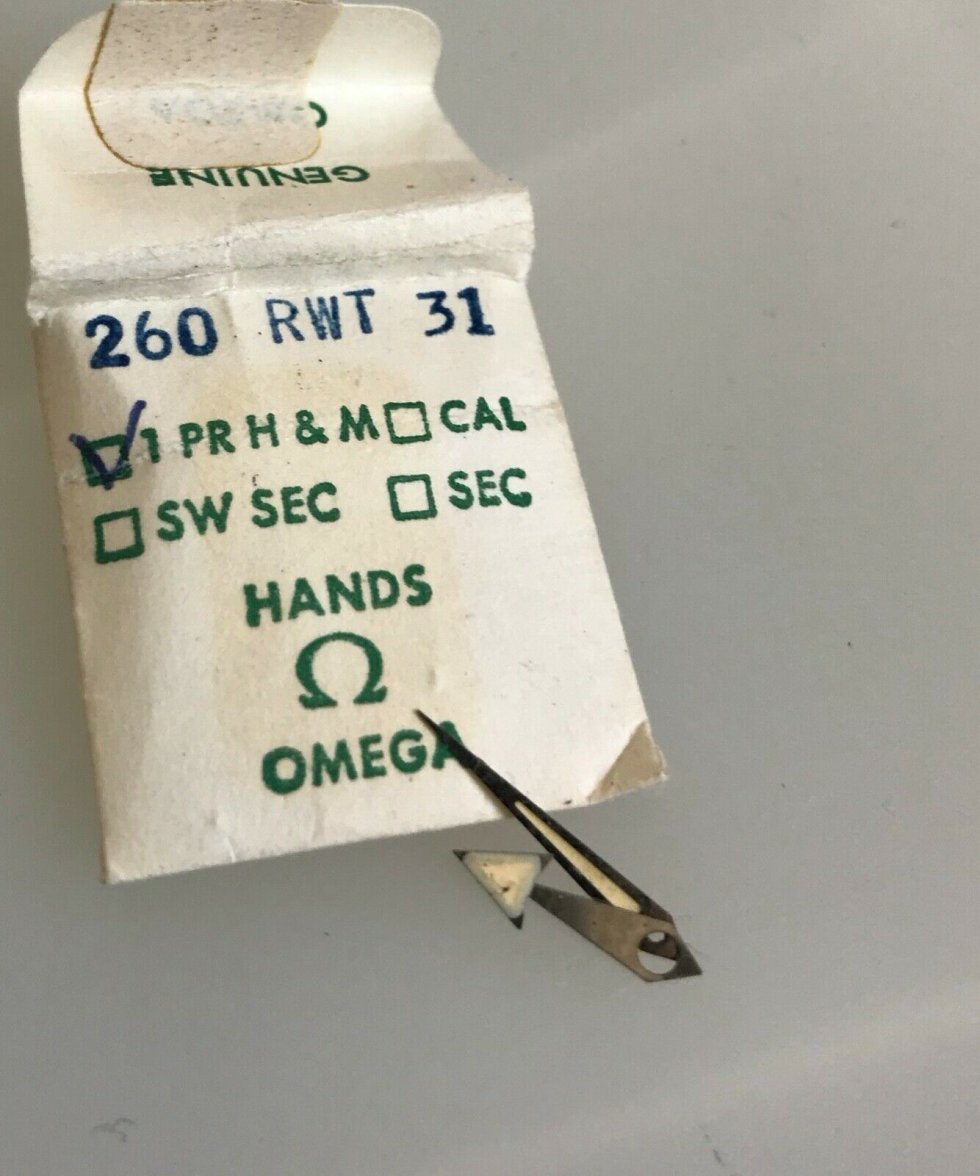 GENUINE
260 RWT 31
1 PR H & M CAL
SW SEC SEC
HANDS
Ω
OMEGA